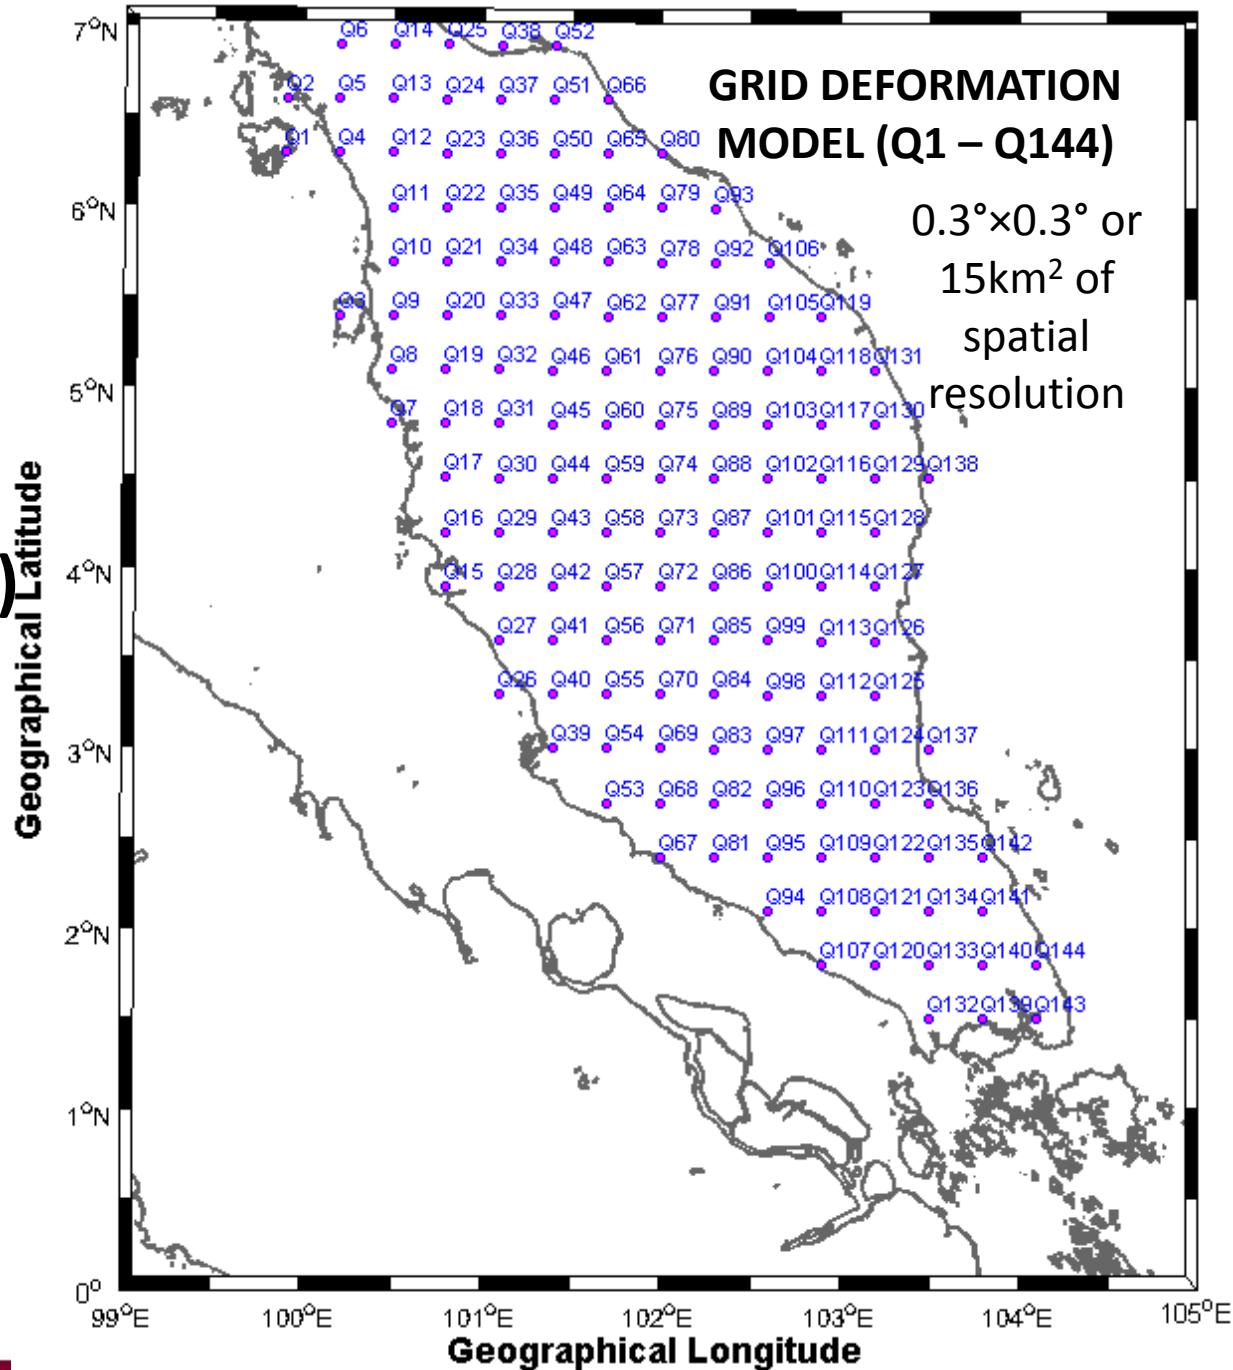 7°N
Q6 Q14 Q25 Q38 Q52
GRID DEFORMATION
MODEL (Q1 – Q144)
Q2 Q5 Q13 Q24 Q37 Q51 Q66
Q1 Q4 Q12 Q23 Q36 Q50 Q65 Q80
0.3°×0.3° or
15km² of
spatial
resolution
6°N
Q11 Q22 Q35 Q49 Q64 Q79 Q93
Q10 Q21 Q34 Q48 Q63 Q78 Q92 Q106
Q3 Q9 Q20 Q33 Q47 Q62 Q77 Q91 Q105 Q119
Q8 Q19 Q32 Q46 Q61 Q76 Q90 Q104 Q118 Q131
5°N
Q7 Q18 Q31 Q45 Q60 Q75 Q89 Q103 Q117 Q130
Q17 Q30 Q44 Q59 Q74 Q88 Q102 Q116 Q129 Q138
Q16 Q29 Q43 Q58 Q73 Q87 Q101 Q115 Q128
)
4°N
Q15 Q28 Q42 Q57 Q72 Q86 Q100 Q114 Q127
Q27 Q41 Q56 Q71 Q85 Q99 Q113 Q126
Q26 Q40 Q55 Q70 Q84 Q98 Q112 Q125
3°N
Q39 Q54 Q69 Q83 Q97 Q111 Q124 Q137
Q53 Q68 Q82 Q96 Q110 Q123 Q136
Q67 Q81 Q95 Q109 Q122 Q135 Q142
Q94 Q108 Q121 Q134 Q141
2°N
Q107 Q120 Q133 Q140 Q144
Q132 Q139 Q143
1°N
0°
Geographical Latitude
99°E 100°E 101°E 102°E 103°E 104°E 105°E
Geographical Longitude